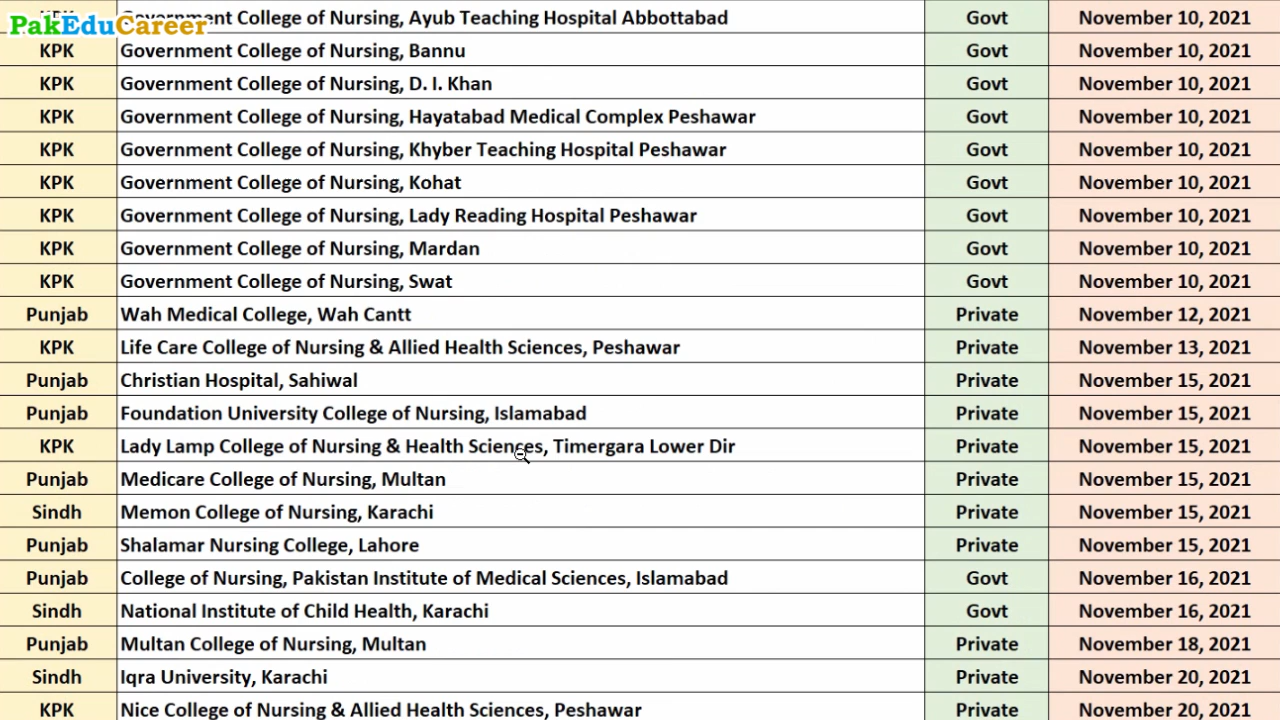 PakEduCareer
KPK Government College of Nursing, Ayub Teaching Hospital Abbottabad Govt November 10, 2021
KPK Government College of Nursing, Bannu Govt November 10, 2021
KPK Government College of Nursing, D. I. Khan Govt November 10, 2021
KPK Government College of Nursing, Hayatabad Medical Complex Peshawar Govt November 10, 2021
KPK Government College of Nursing, Khyber Teaching Hospital Peshawar Govt November 10, 2021
KPK Government College of Nursing, Kohat Govt November 10, 2021
KPK Government College of Nursing, Lady Reading Hospital Peshawar Govt November 10, 2021
KPK Government College of Nursing, Mardan Govt November 10, 2021
KPK Government College of Nursing, Swat Govt November 10, 2021
Punjab Wah Medical College, Wah Cantt Private November 12, 2021
KPK Life Care College of Nursing & Allied Health Sciences, Peshawar Private November 13, 2021
Punjab Christian Hospital, Sahiwal Private November 15, 2021
Punjab Foundation University College of Nursing, Islamabad Private November 15, 2021
KPK Lady Lamp College of Nursing & Health Sciences, Timergara Lower Dir Private November 15, 2021
Punjab Medicare College of Nursing, Multan Private November 15, 2021
Sindh Memon College of Nursing, Karachi Private November 15, 2021
Punjab Shalamar Nursing College, Lahore Private November 15, 2021
Punjab College of Nursing, Pakistan Institute of Medical Sciences, Islamabad Govt November 16, 2021
Sindh National Institute of Child Health, Karachi Govt November 16, 2021
Punjab Multan College of Nursing, Multan Private November 18, 2021
Sindh Iqra University, Karachi Private November 20, 2021
KPK Nice College of Nursing & Allied Health Sciences, Peshawar Private November 20, 2021